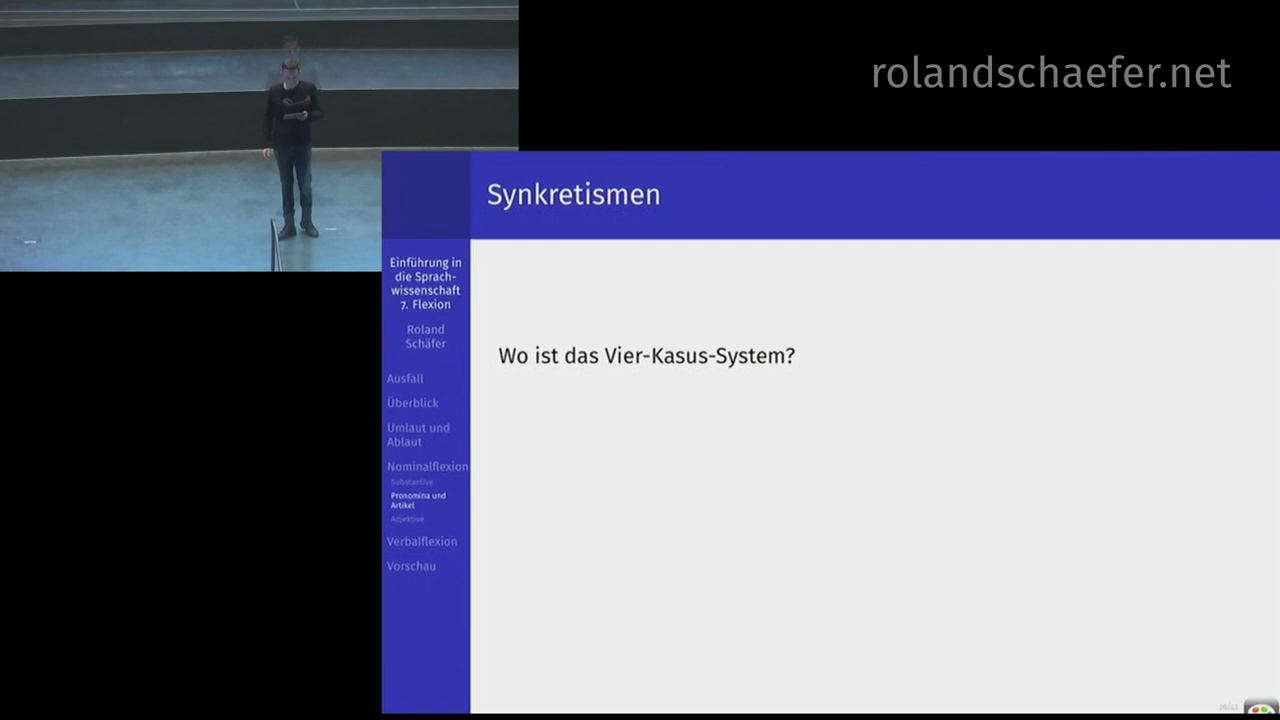 rolandschaefer.net
Synkretismen
Einführung in
die Sprach-
wissenschaft
7. Flexion
Roland
Schäfer
Ausfall
Überblick
Umlaut und
Ablaut
Nominalflexion
Substantive
Pronomina und
Artikel
Adjektive
Verbalflexion
Vorschau
Wo ist das Vier-Kasus-System?